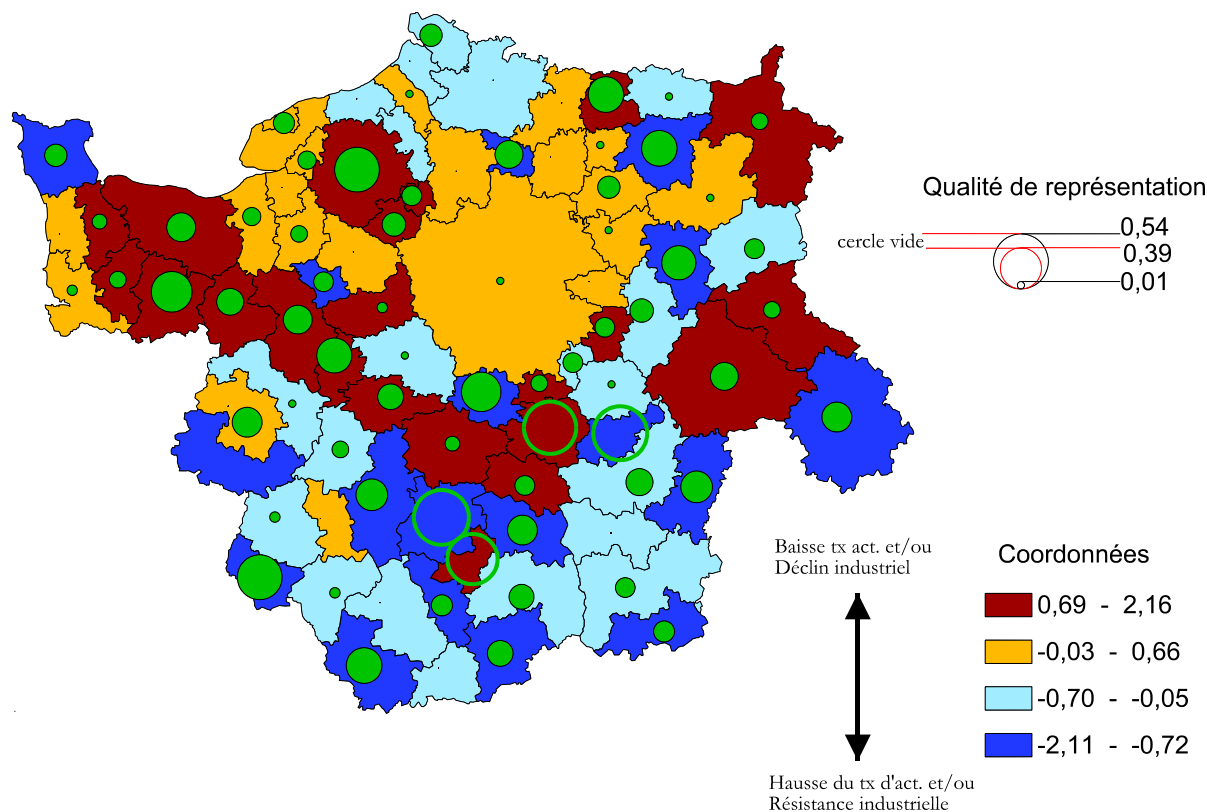 Qualité de représentation
cercle vide
0,54
0,39
0,01
Baisse tx act. et/ou
Déclin industriel
Coordonnées
0,69 - 2,16
-0,03 - 0,66
-0,70 - -0,05
-2,11 - -0,72
Hausse du tx d'act. et/ou
Résistance industrielle